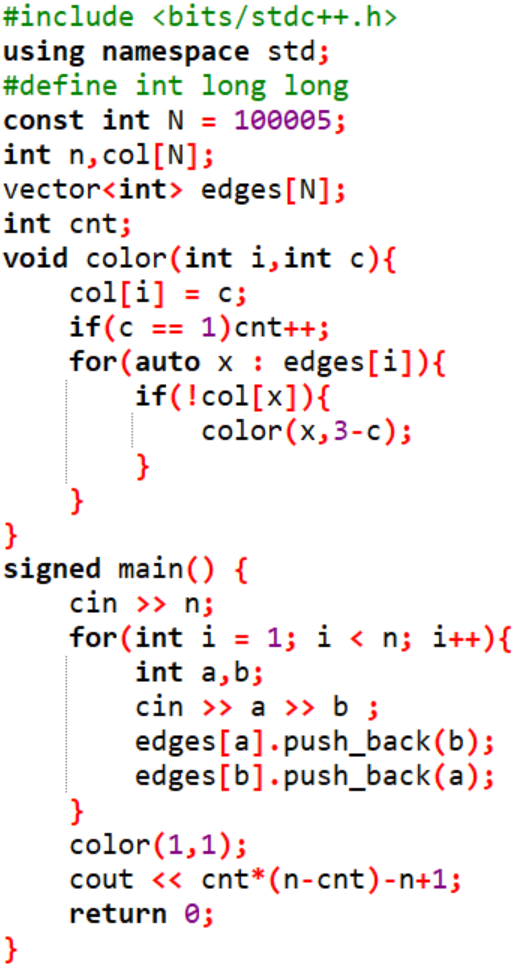 #include <bits/stdc++.h>
using namespace std;
#define int long long
const int N = 100005;
int n,col[N];
vector<int> edges[N];
int cnt;
void color(int i,int c){
    col[i] = c;
    if(c == 1)cnt++;
    for(auto x : edges[i]){
        if(!col[x]){
            color(x,3-c);
        }
    }
}
signed main() {
    cin >> n;
    for(int i = 1; i < n; i++){
        int a,b;
        cin >> a >> b ;
        edges[a].push_back(b);
        edges[b].push_back(a);
    }
    color(1,1);
    cout << cnt*(n-cnt)-n+1;
    return 0;
}